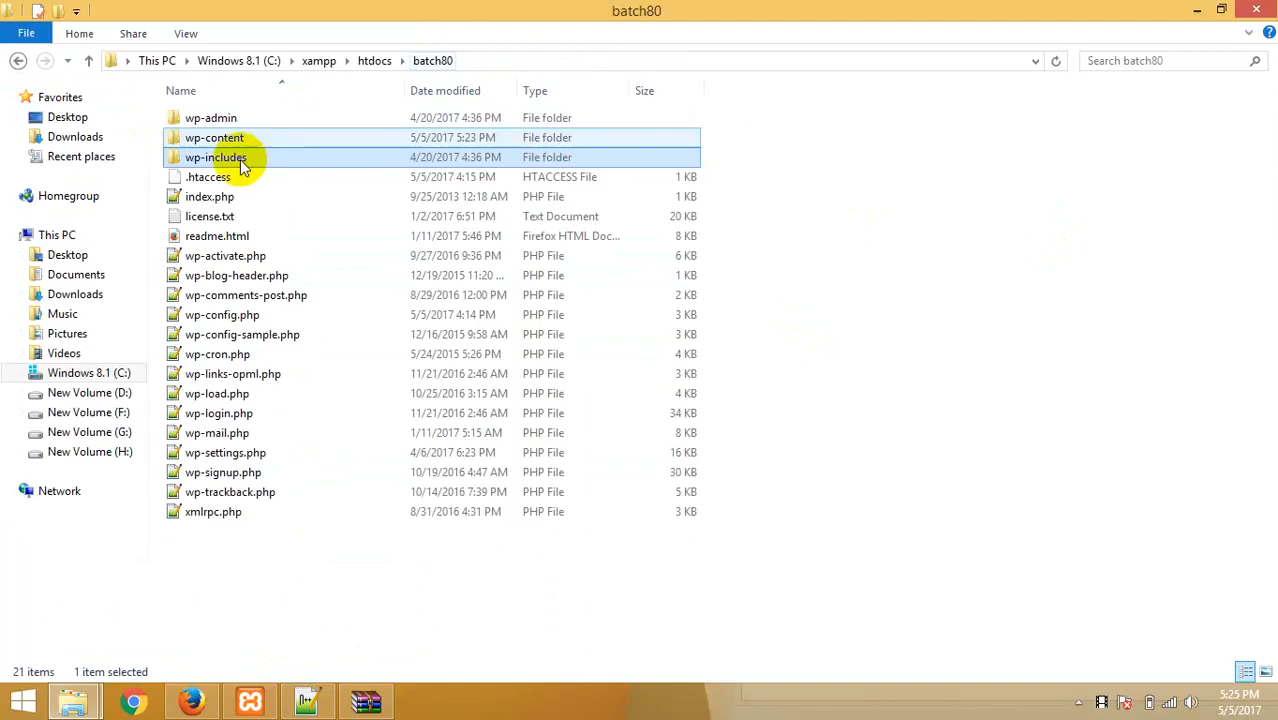 batch80
File Home Share View
This PC Windows 8.1 (C:) xampp htdocs batch80 Search batch80
Name Date modified Type Size
Favorites
Desktop
Downloads
Recent places
Homegroup
This PC
Desktop
Documents
Downloads
Music
Pictures
Videos
Windows 8.1 (C:)
New Volume (D:)
New Volume (F:)
New Volume (G:)
New Volume (H:)
Network
wp-admin 4/20/2017 4:36 PM File folder
wp-content 5/5/2017 5:23 PM File folder
wp-includes 4/20/2017 4:36 PM File folder
.htaccess 5/5/2017 4:15 PM HTACCESS File 1 KB
index.php 9/25/2013 12:18 AM PHP File 1 KB
license.txt 1/2/2017 6:51 PM Text Document 20 KB
readme.html 1/11/2017 5:46 PM Firefox HTML Doc... 8 KB
wp-activate.php 9/27/2016 9:36 PM PHP File 6 KB
wp-blog-header.php 12/19/2015 11:20 ... PHP File 1 KB
wp-comments-post.php 8/29/2016 12:00 PM PHP File 2 KB
wp-config.php 5/5/2017 4:14 PM PHP File 3 KB
wp-config-sample.php 12/16/2015 9:58 AM PHP File 3 KB
wp-cron.php 5/24/2015 5:26 PM PHP File 4 KB
wp-links-opml.php 11/21/2016 2:46 AM PHP File 3 KB
wp-load.php 10/25/2016 3:15 AM PHP File 4 KB
wp-login.php 11/21/2016 2:46 AM PHP File 34 KB
wp-mail.php 1/11/2017 5:15 AM PHP File 8 KB
wp-settings.php 4/6/2017 6:23 PM PHP File 16 KB
wp-signup.php 10/19/2016 4:47 AM PHP File 30 KB
wp-trackback.php 10/14/2016 7:39 PM PHP File 5 KB
xmlrpc.php 8/31/2016 4:31 PM PHP File 3 KB
21 items 1 item selected
5:25 PM
5/5/2017